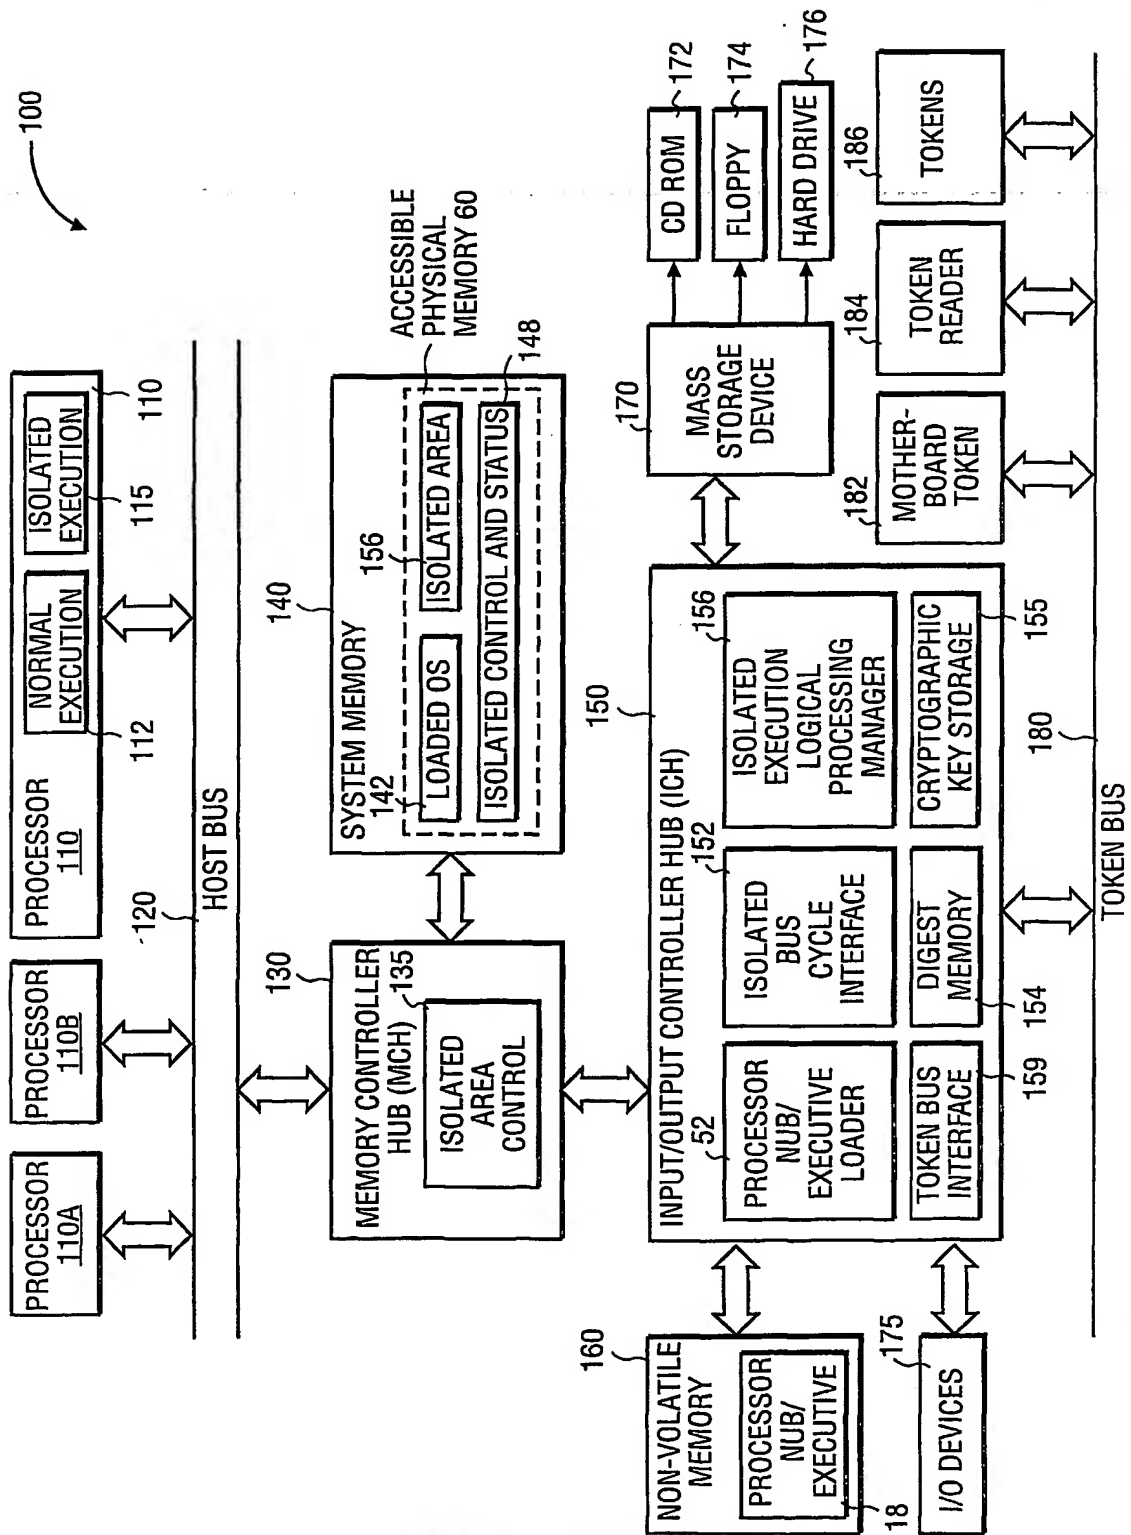 100
PROCESSOR
110A
PROCESSOR
110B
PROCESSOR
110
NORMAL
EXECUTION
112
ISOLATED
EXECUTION
115
110
120
HOST BUS
MEMORY CONTROLLER
HUB (MCH)
130
135
ISOLATED
AREA
CONTROL
SYSTEM MEMORY
140
142
LOADED OS
156
ISOLATED AREA
ISOLATED CONTROL AND STATUS
148
ACCESSIBLE
PHYSICAL
MEMORY 60
NON-VOLATILE
MEMORY
160
PROCESSOR
NUB/
EXECUTIVE
18
I/O DEVICES
175
INPUT/OUTPUT CONTROLLER HUB (ICH)
150
52
PROCESSOR
NUB/
EXECUTIVE
LOADER
152
ISOLATED
BUS
CYCLE
INTERFACE
156
ISOLATED
EXECUTION
LOGICAL
PROCESSING
MANAGER
TOKEN BUS
INTERFACE
159
DIGEST
MEMORY
154
CRYPTOGRAPHIC
KEY STORAGE
155
170
MASS
STORAGE
DEVICE
CD ROM
172
FLOPPY
174
HARD DRIVE
176
182
MOTHER-
BOARD
TOKEN
184
TOKEN
READER
186
TOKENS
180
TOKEN BUS